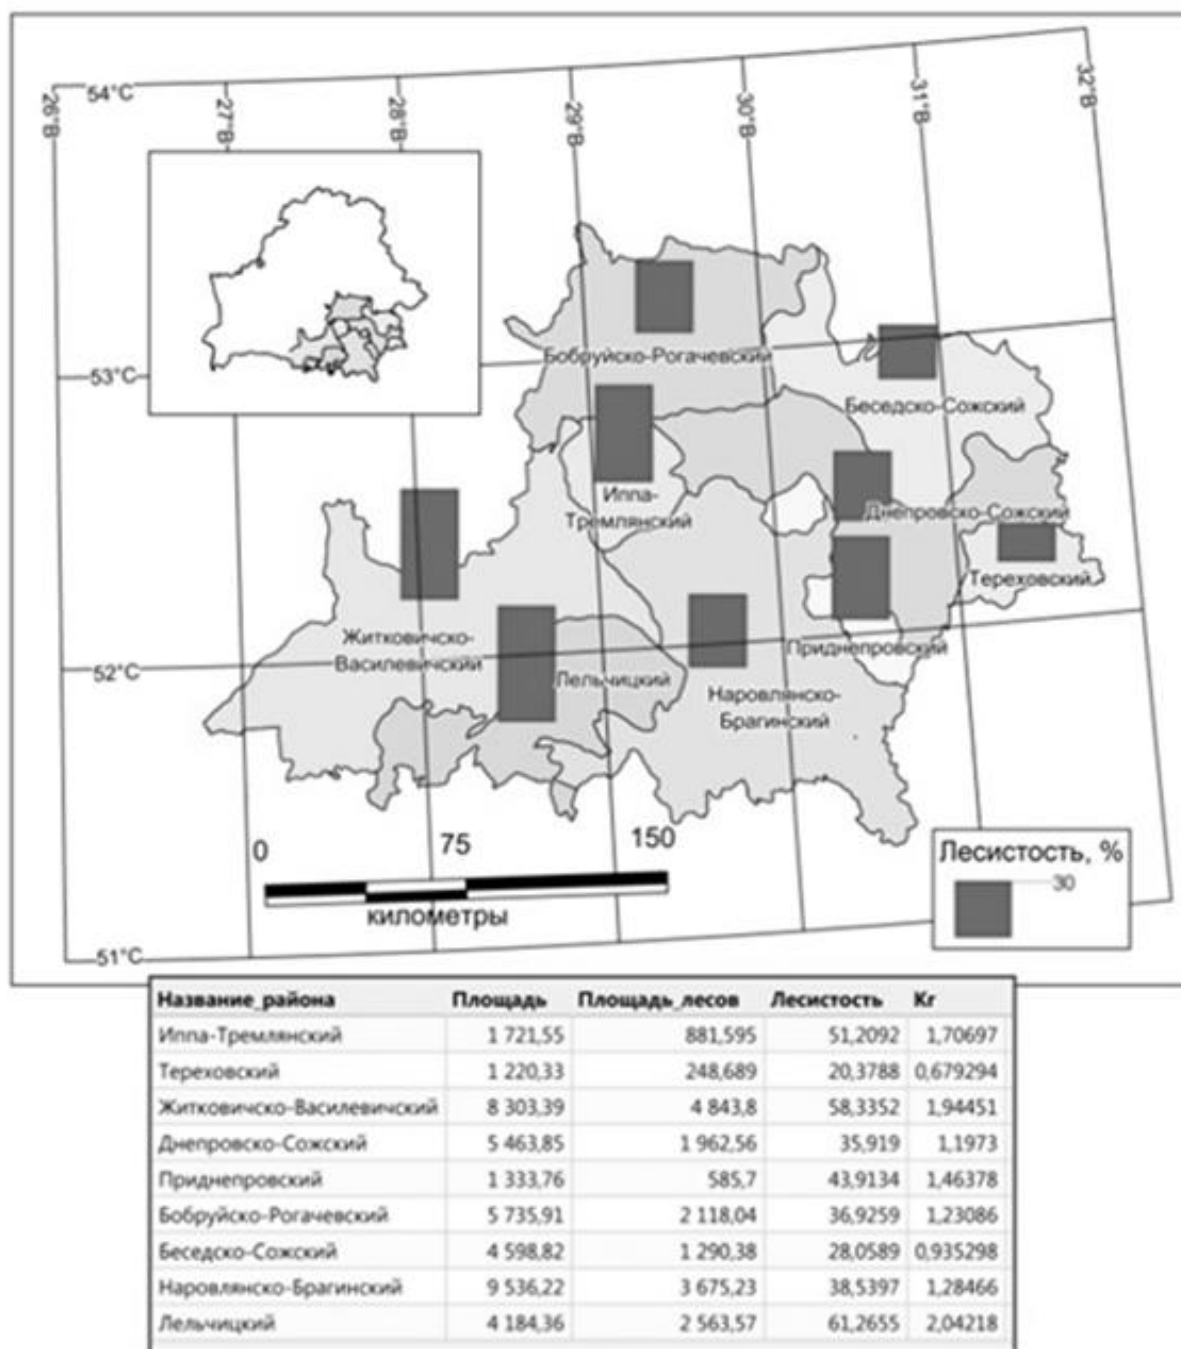 54°С
26°В
27°В
28°В
29°В
30°В
31°В
32°В
53°С
Бобруйско-Рогачевский
Беседско-Сожский
Иппа-
Тремлянский
Днепровско-Сожский
Тереховский
Житковичско-
Василевичский
52°С
Лельчицкий
Приднепровский
Наровлянско-
Брагинский
0 75 150
километры
Лесистость, %
30
51°С
Название_района Площадь Площадь_лесов Лесистость Кг
Иппа-Тремлянский 1 721,55 881,595 51,2092 1,70697
Тереховский 1 220,33 248,689 20,3788 0,679294
Житковичско-Василевичский 8 303,39 4 843,8 58,3352 1,94451
Днепровско-Сожский 5 463,85 1 962,56 35,919 1,1973
Приднепровский 1 333,76 585,7 43,9134 1,46378
Бобруйско-Рогачевский 5 735,91 2 118,04 36,9259 1,23086
Беседско-Сожский 4 598,82 1 290,38 28,0589 0,935298
Наровлянско-Брагинский 9 536,22 3 675,23 38,5397 1,28466
Лельчицкий 4 184,36 2 563,57 61,2655 2,04218